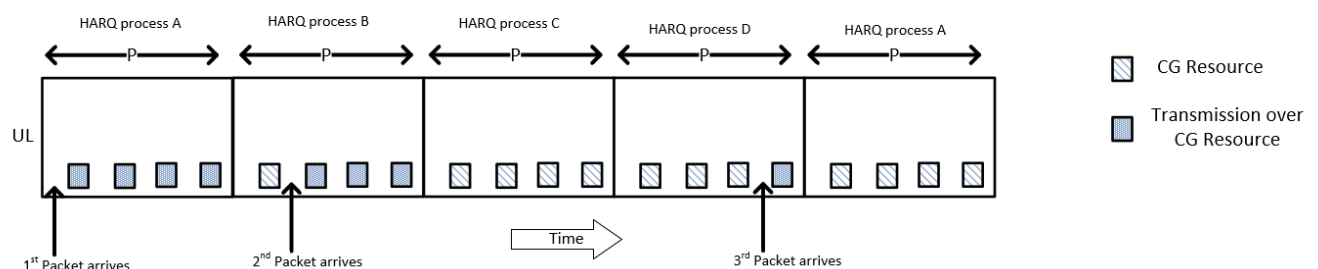 HARQ process A
HARQ process B
HARQ process C
HARQ process D
HARQ process A
P
P
P
P
P
CG Resource
Transmission over
CG Resource
UL
Time
1st Packet arrives
2nd Packet arrives
3rd Packet arrives